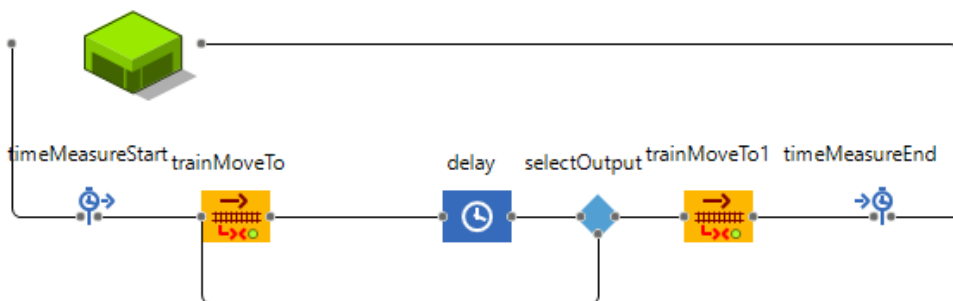 timeMeasureStart
trainMoveTo
delay
selectOutput
trainMoveTo1
timeMeasureEnd